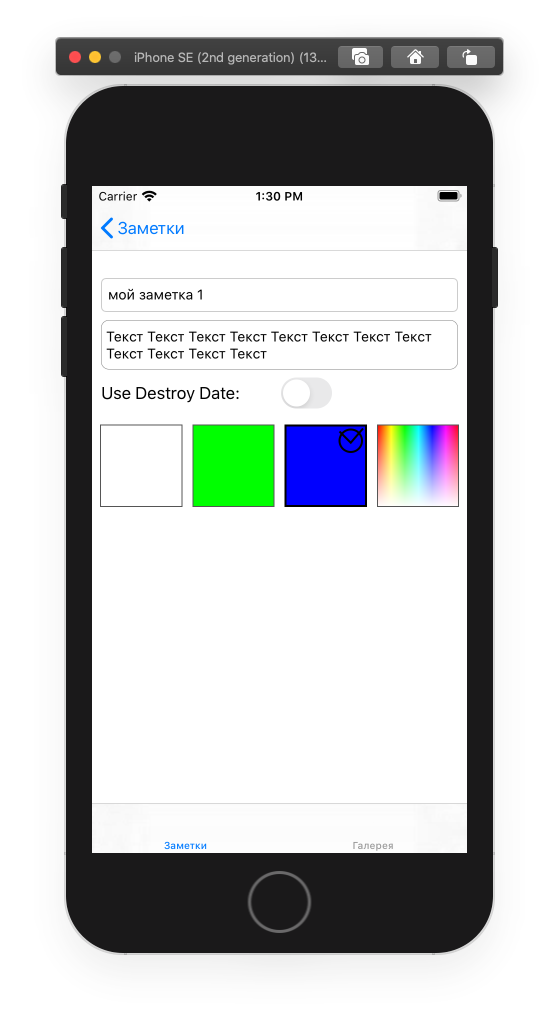 iPhone SE (2nd generation) (13...
Carrier 1:30 PM
Заметки
мой заметка 1
Текст Текст Текст Текст Текст Текст Текст Текст
Текст Текст Текст Текст
Use Destroy Date:
Заметки Галерея